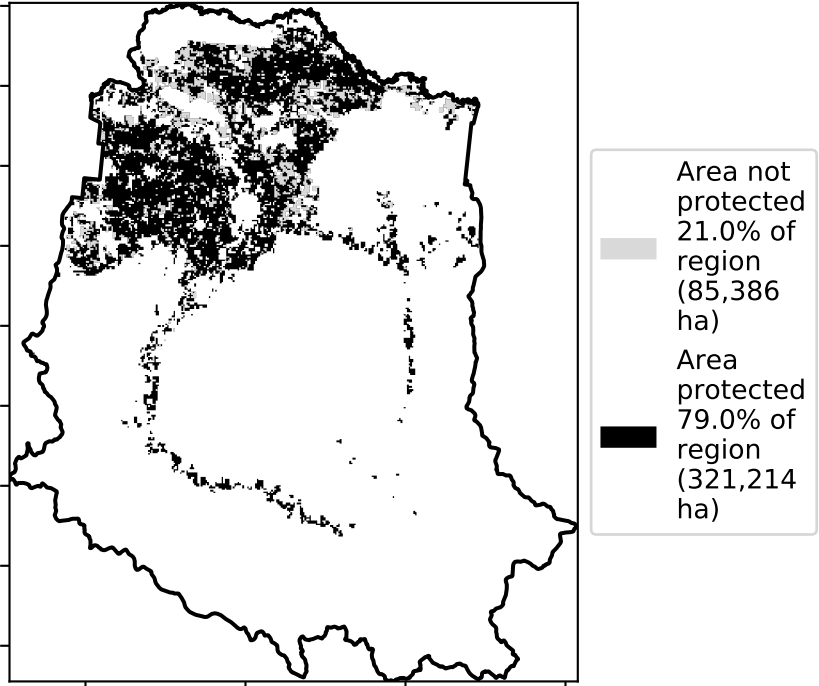 Area not
protected
21.0% of
region
(85,386
ha)
Area
protected
79.0% of
region
(321,214
ha)